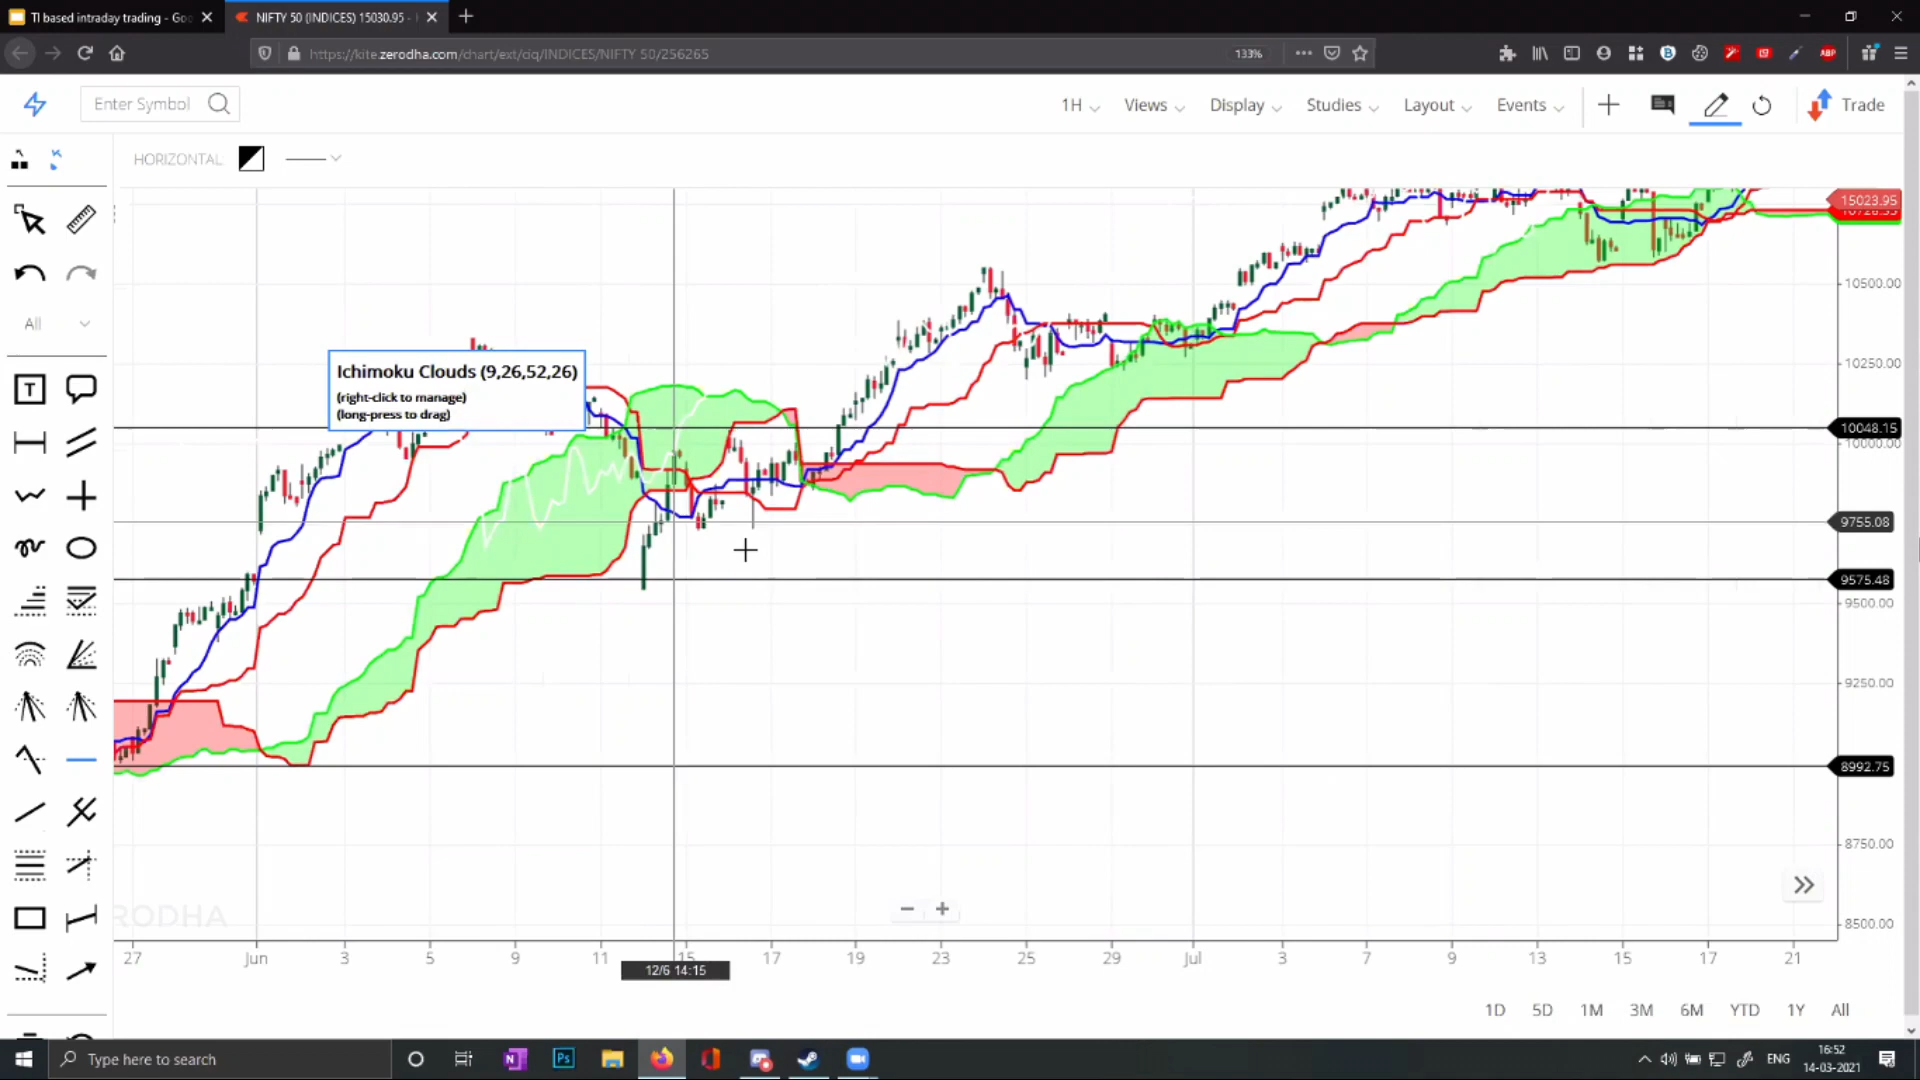 TI based intraday trading - Goo
NIFTY 50 (INDICES) 15030.95 -
https://kite.zerodha.com/chart/ext/ciq/INDICES/NIFTY 50/256265
133%
ABP
Enter Symbol
1H
Views
Display
Studies
Layout
Events
Trade
HORIZONTAL
All
T
Ichimoku Clouds (9,26,52,26)
(right-click to manage)
(long-press to drag)
15023.95
10500.00
10250.00
10048.15
10000.00
9755.08
9575.48
9500.00
9250.00
8992.75
8750.00
8500.00
27 Jun 3 5 9 11 15 17 19 23 25 29 Jul 3 7 9 13 15 17 21
12/6 14:15
1D 5D 1M 3M 6M YTD 1Y All
Type here to search
N
Ps
ENG
16:52
14-03-2021